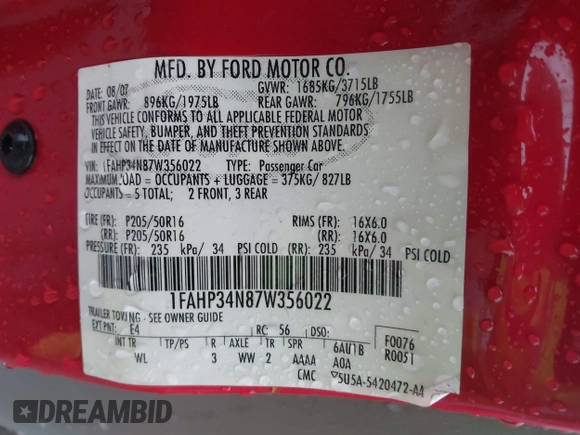 MFD. BY FORD MOTOR CO.
DATE: 08/07 GVWR: 1685KG/3715LB
FRONT GAWR: 896KG/1975LB REAR GAWR: 796KG/1755LB
THIS VEHICLE CONFORMS TO ALL APPLICABLE FEDERAL MOTOR
VEHICLE SAFETY, BUMPER, AND THEFT PREVENTION STANDARDS
IN EFFECT ON THE DATE OF MANUFACTURE SHOWN ABOVE.
VIN: 1FAHP34N87W356022 TYPE: Passenger Car
MAXIMUM LOAD = OCCUPANTS + LUGGAGE = 375KG/ 827LB
OCCUPANTS = 5 TOTAL: 2 FRONT, 3 REAR
TIRE (FR): P205/50R16 RIMS (FR): 16X6.0
(RR): P205/50R16 (RR): 16X6.0
PRESSURE (FR): 235 kPa/ 34 PSI COLD (RR): 235 kPa/ 34 PSI COLD
1FAHP34N87W356022
TRAILER TOWING - SEE OWNER GUIDE
EXT PNT: E4 RC: 56 DSO: F0076
INT TR TP/PS R AXLE TR SPR 6AU1B R0051
WL 3 WW 2 AAAA A0A
CMC 5U5A-5420472-AA
DREAMBID